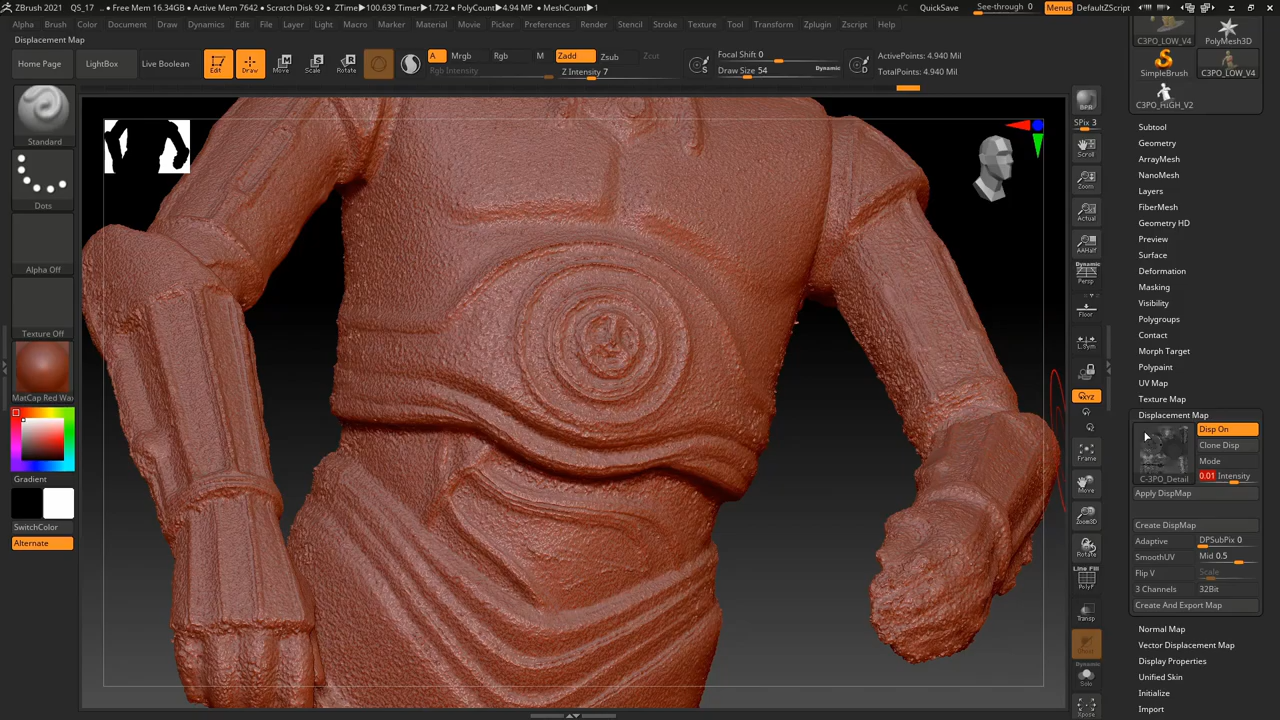 ZBrush 2021 QS_17 • Free Mem 16.34GB • Active Mem 7642 • Scratch Disk 92 • ZTime▶100.639 Timer▶1.722 • PolyCount▶4.94 MP • MeshCount▶1
AC QuickSave See-through 0 Menus DefaultZScript
Alpha Brush Color Document Draw Dynamics Edit File Layer Light Macro Marker Material Movie Picker Preferences Render Stencil Stroke Texture Tool Transform Zplugin Zscript Help
Displacement Map
Home Page LightBox Live Boolean
Edit Draw Move Scale Rotate
A Mrgb Rgb M Zadd Zsub Zcut
Rgb Intensity Z Intensity 7
Focal Shift 0
Draw Size 54 Dynamic
S D
ActivePoints: 4.940 Mil
TotalPoints: 4.940 Mil
Standard
Dots
Alpha Off
Texture Off
MatCap Red Wax
Gradient
SwitchColor
Alternate
BPR
SPix 3
Scroll
Zoom
Actual
AAHalf
Dynamic
Persp
Floor
L.Sym
XYZ
Frame
Move
Zoom3D
Rotate
Line Fill
PolyF
Transp
Dynamic
Solo
Xpose
C3PO_LOW_V4 PolyMesh3D
SimpleBrush C3PO_LOW_V4
C3PO_HIGH_V2
Subtool
Geometry
ArrayMesh
NanoMesh
Layers
FiberMesh
Geometry HD
Preview
Surface
Deformation
Masking
Visibility
Polygroups
Contact
Morph Target
Polypaint
UV Map
Texture Map
Displacement Map
Disp On
Clone Disp
Mode
C-3PO_Detail 0.01 Intensity
Apply DispMap
Create DispMap
Adaptive DPSubPix 0
SmoothUV Mid 0.5
Flip V Scale
3 Channels 32Bit
Create And Export Map
Normal Map
Vector Displacement Map
Display Properties
Unified Skin
Initialize
Import